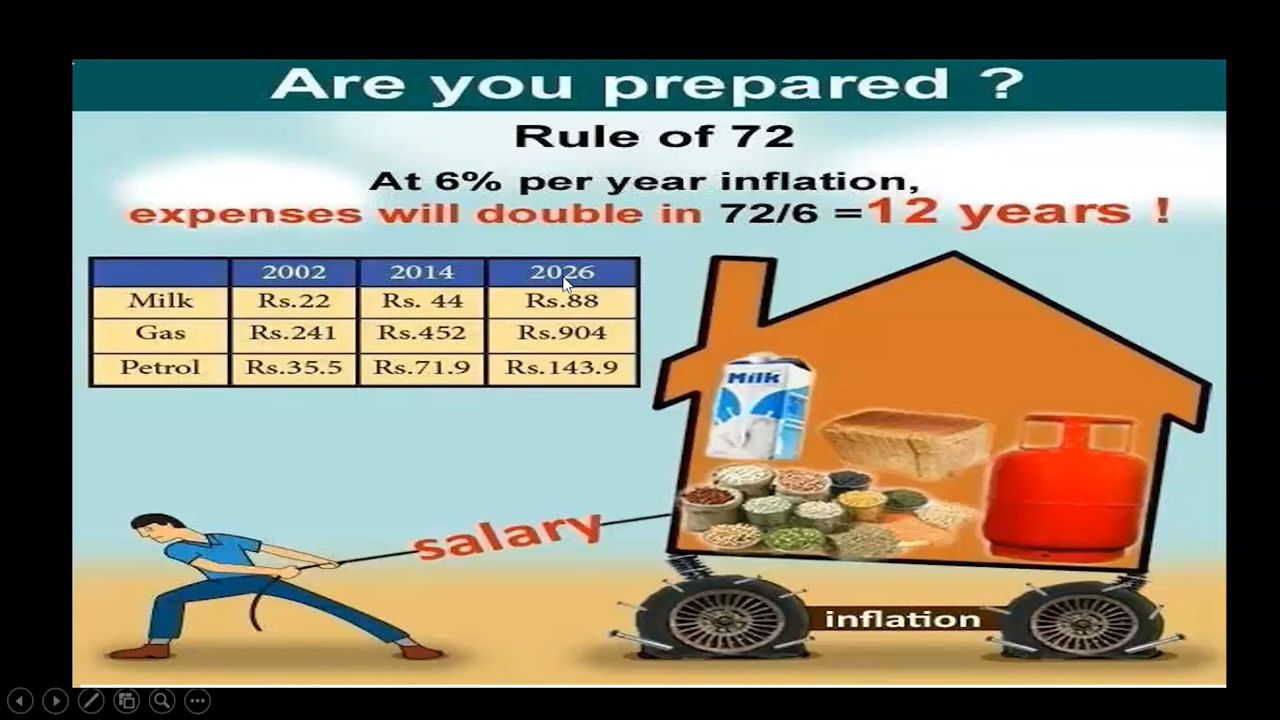 Are you prepared ?
Rule of 72
At 6% per year inflation,
expenses will double in 72/6 =12 years !
2002 2014 2026
Milk Rs.22 Rs. 44 Rs.88
Gas Rs.241 Rs.452 Rs.904
Petrol Rs.35.5 Rs.71.9 Rs.143.9
Milk
salary
inflation